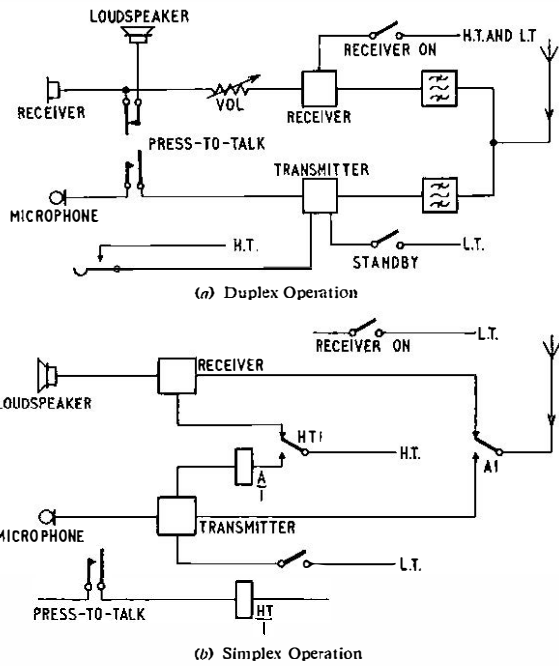 LOUDSPEAKER
RECEIVER ON
H.T. AND L.T
RECEIVER
VOL
RECEIVER
PRESS-TO-TALK
TRANSMITTER
MICROPHONE
H.T.
STANDBY
L.T.
(a) Duplex Operation
RECEIVER ON
L.T.
RECEIVER
LOUDSPEAKER
HT1
H.T.
A1
A
1
MICROPHONE
TRANSMITTER
L.T.
PRESS-TO-TALK
HT
1
(b) Simplex Operation